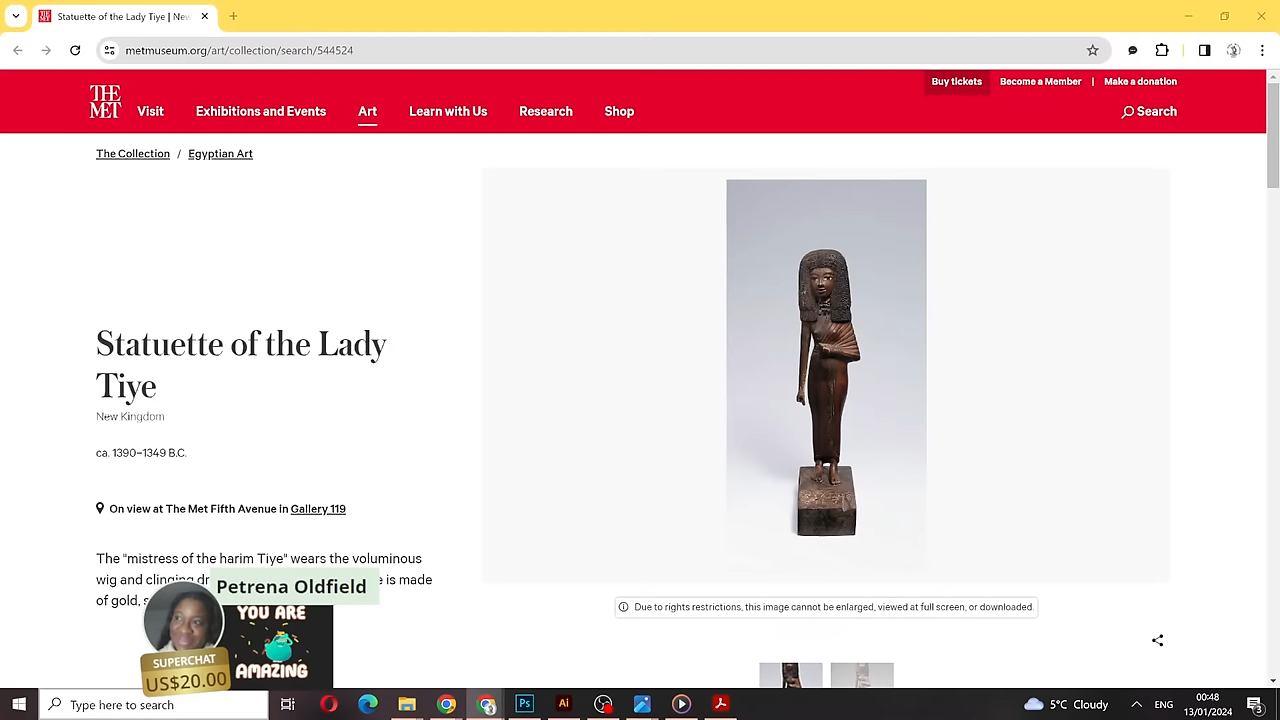 Statuette of the Lady Tiye | New
metmuseum.org/art/collection/search/544524
Buy tickets
Become a Member
|
Make a donation
THE MET
Visit
Exhibitions and Events
Art
Learn with Us
Research
Shop
Search
The Collection / Egyptian Art
Statuette of the Lady
Tiye
New Kingdom
ca. 1390–1349 B.C.
On view at The Met Fifth Avenue in Gallery 119
The "mistress of the harim Tiye" wears the voluminous
wig and clinging is made
of gold,
Due to rights restrictions, this image cannot be enlarged, viewed at full screen, or downloaded.
Petrena Oldfield
YOU ARE
AMAZING
SUPERCHAT
US$20.00
Type here to search
Ps
Ai
5°C Cloudy
ENG
00:48
13/01/2024
3